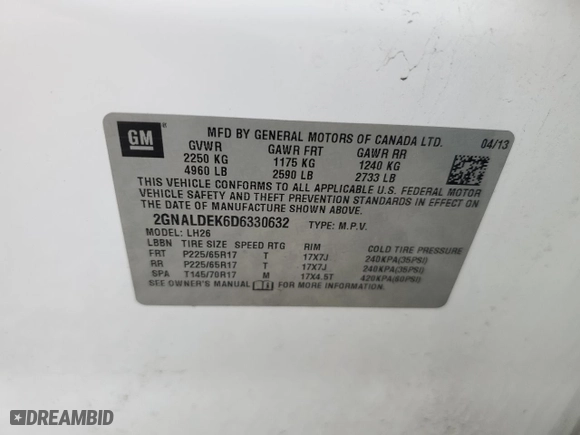 GM
MFD BY GENERAL MOTORS OF CANADA LTD. 04/13
GVWR GAWR FRT GAWR RR
2250 KG 1175 KG 1240 KG
4960 LB 2590 LB 2733 LB
THIS VEHICLE CONFORMS TO ALL APPLICABLE U.S. FEDERAL MOTOR
VEHICLE SAFETY AND THEFT PREVENTION STANDARDS IN EFFECT ON
THE DATE OF MANUFACTURE SHOWN ABOVE.
2GNALDEK6D6330632 TYPE: M.P.V.
MODEL: LH26
LBBN TIRE SIZE SPEED RTG RIM COLD TIRE PRESSURE
FRT P225/65R17 T 17X7J 240KPA(35PSI)
RR P225/65R17 T 17X7J 240KPA(35PSI)
SPA T145/70R17 M 17X4.5T 420KPA(60PSI)
SEE OWNER'S MANUAL FOR MORE INFORMATION.
DREAMBID